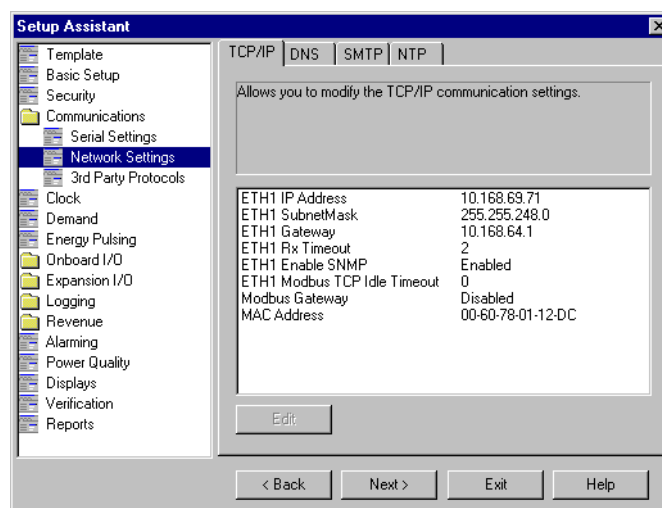 Setup Assistant
Template
Basic Setup
Security
Communications
Serial Settings
Network Settings
3rd Party Protocols
Clock
Demand
Energy Pulsing
Onboard I/O
Expansion I/O
Logging
Revenue
Alarming
Power Quality
Displays
Verification
Reports
TCP/IP DNS SMTP NTP
Allows you to modify the TCP/IP communication settings.
ETH1 IP Address 10.168.69.71
ETH1 SubnetMask 255.255.248.0
ETH1 Gateway 10.168.64.1
ETH1 Rx Timeout 2
ETH1 Enable SNMP Enabled
ETH1 Modbus TCP Idle Timeout 0
Modbus Gateway Disabled
MAC Address 00-60-78-01-12-DC
Edit
< Back Next > Exit Help